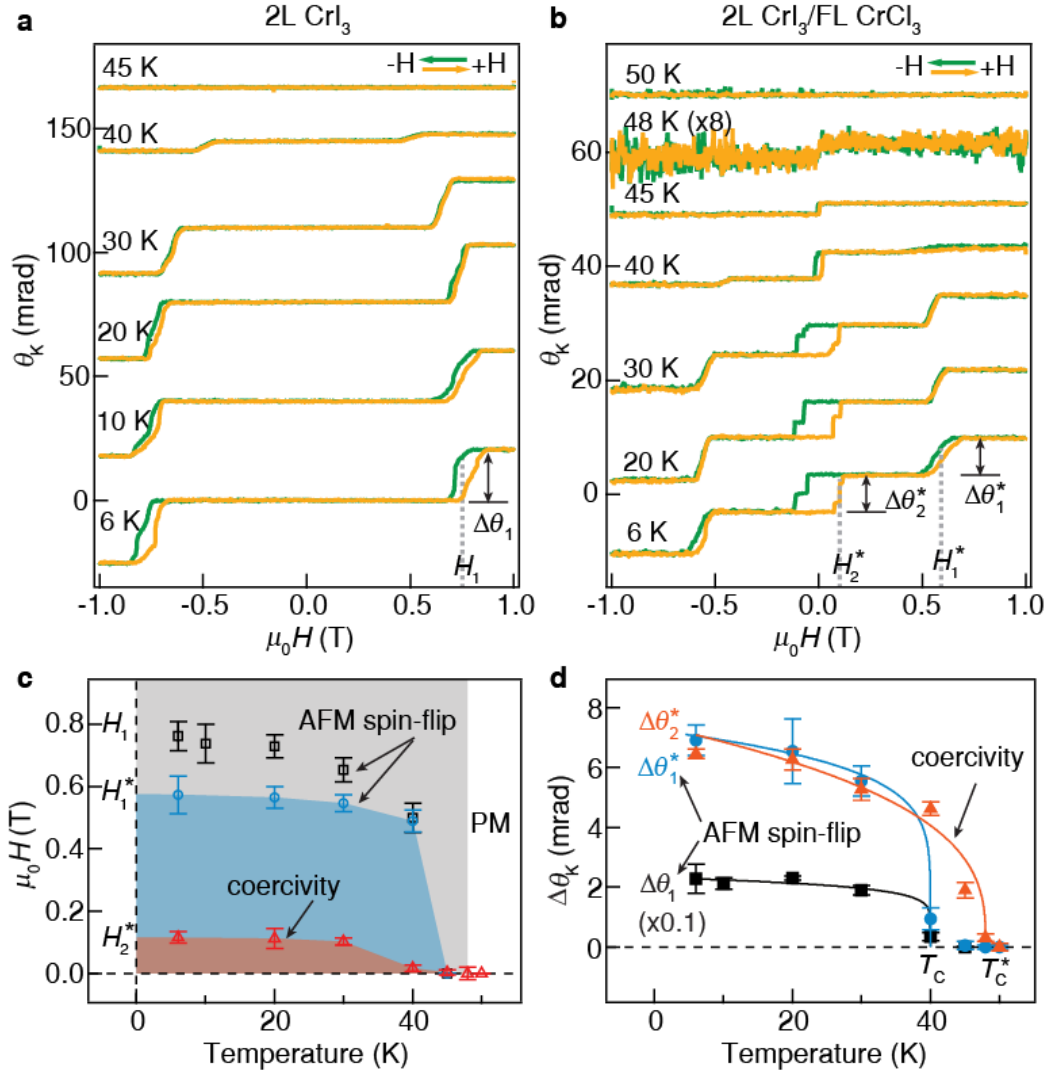 a
2L CrI3
-H +H
45 K
40 K
30 K
20 K
10 K
6 K
150
100
50
0
θK (mrad)
Δθ1
H1
-1.0 -0.5 0.0 0.5 1.0
μ0H (T)
b
2L CrI3/FL CrCl3
-H +H
50 K
48 K (x8)
45 K
40 K
30 K
20 K
6 K
60
40
20
0
θK (mrad)
Δθ2*
Δθ1*
H2*
H1*
-1.0 -0.5 0.0 0.5 1.0
μ0H (T)
c
H1
H1*
H2*
0.8
0.6
0.4
0.2
0.0
μ0H (T)
AFM spin-flip
PM
coercivity
0 20 40
Temperature (K)
d
8
6
4
2
0
ΔθK (mrad)
Δθ2*
Δθ1*
coercivity
AFM spin-flip
Δθ1
(x0.1)
TC
TC*
0 20 40
Temperature (K)